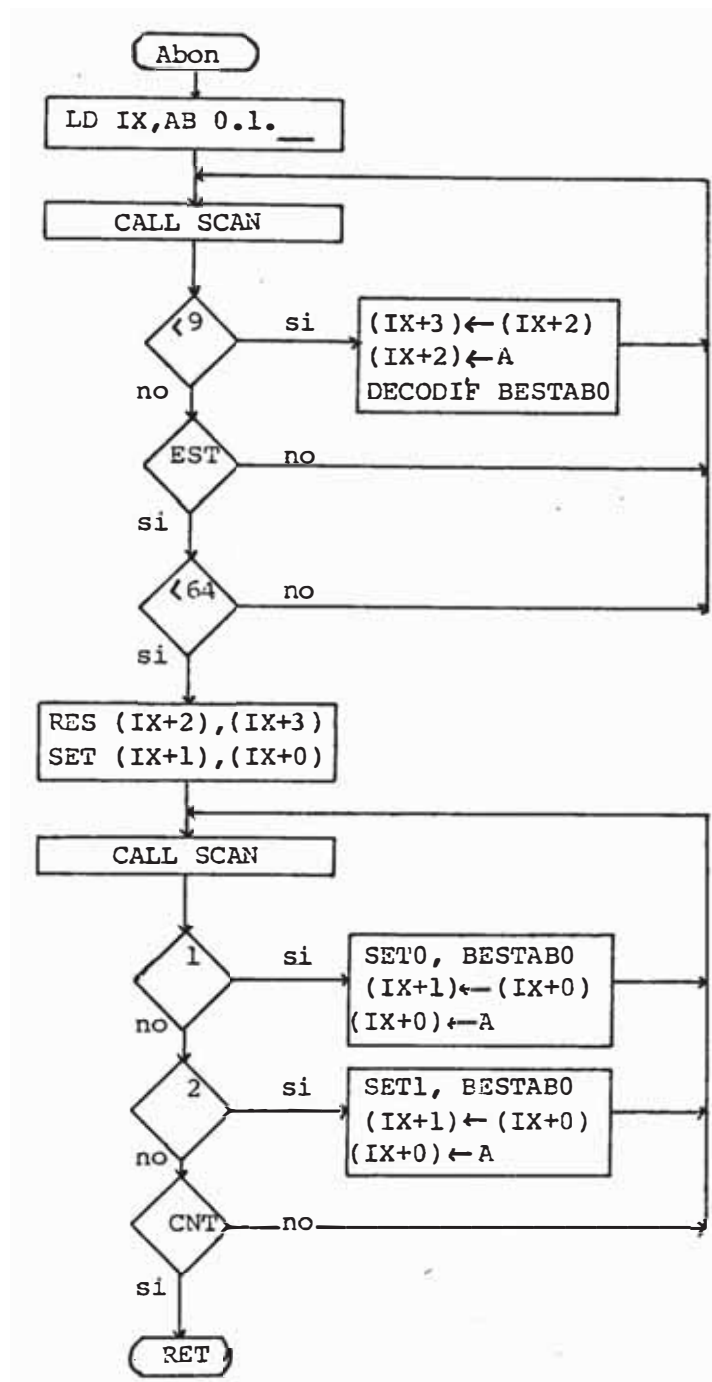 Abon
LD IX,AB 0.1.__
CALL SCAN
<9
si
(IX+3)←(IX+2)
(IX+2)←A
DECODIF BESTAB0
no
EST
no
si
<64
no
si
RES (IX+2),(IX+3)
SET (IX+1),(IX+0)
CALL SCAN
1
si
SET0, BESTAB0
(IX+1)←(IX+0)
(IX+0)←A
no
2
si
SET1, BESTAB0
(IX+1)←(IX+0)
(IX+0)←A
no
CNT
no
si
RET